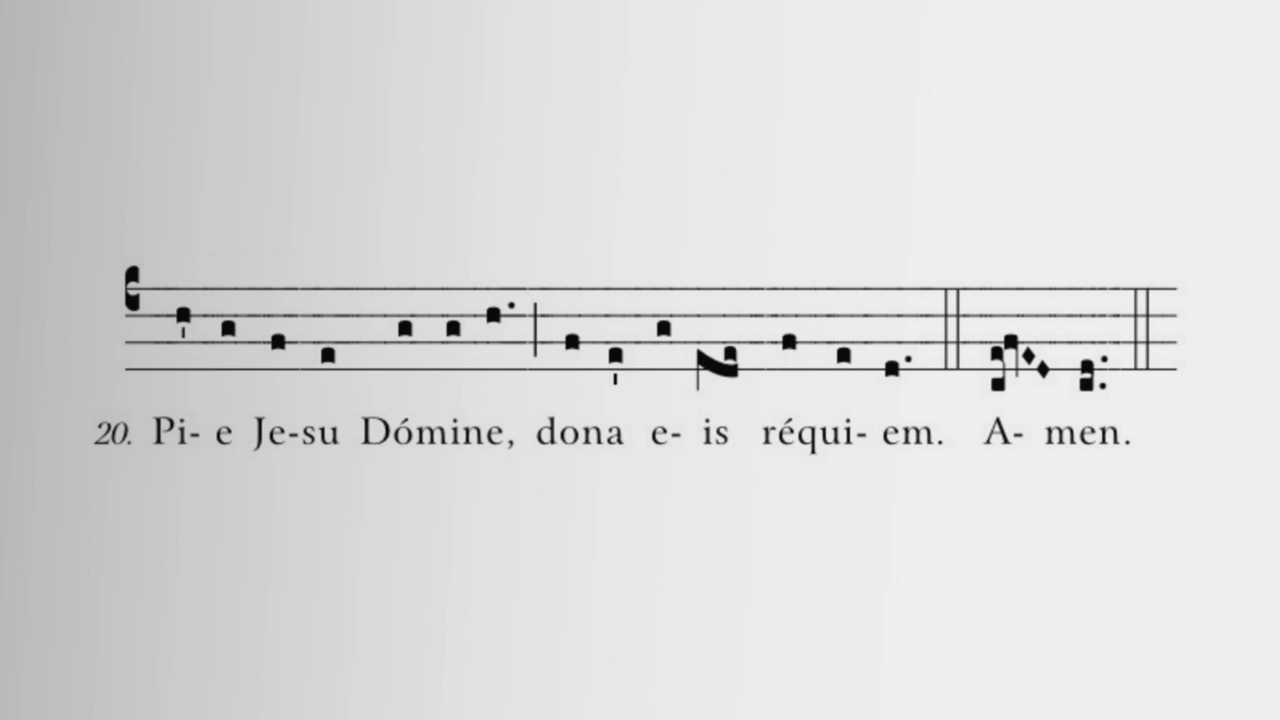 20. Pi- e Je-su Dómine, dona e- is réqui- em. A- men.